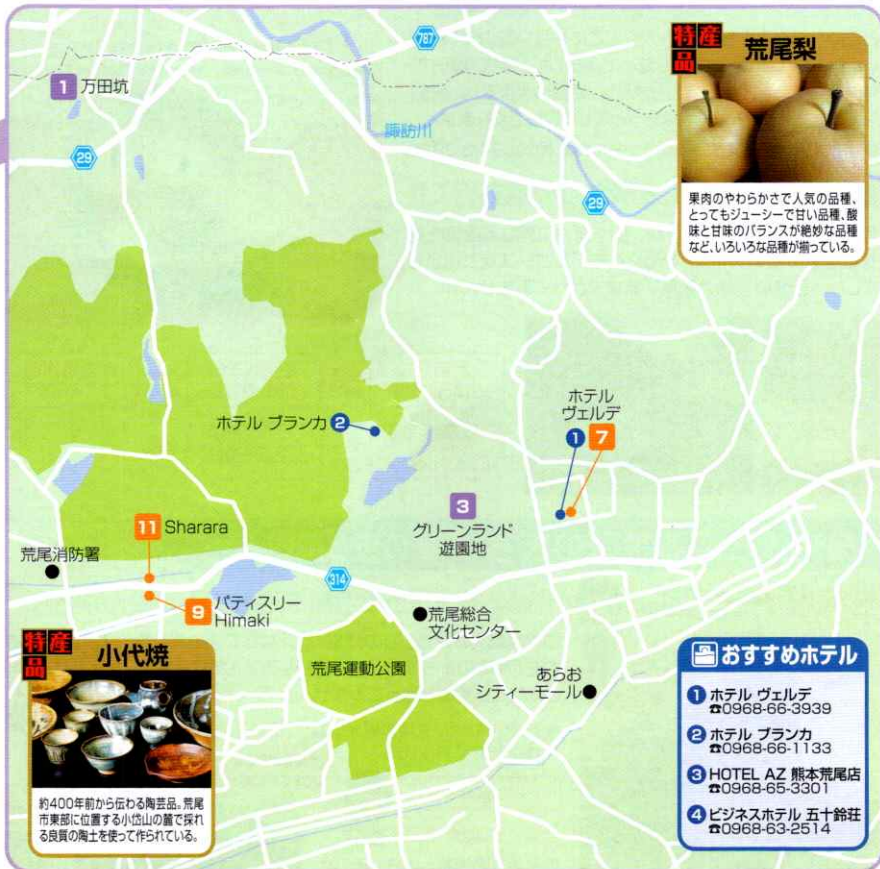 787
1 万田坑
諏訪川
29
29
特産品
荒尾梨
果肉のやわらかさで人気の品種、
とってもジューシーで甘い品種、酸
味と甘味のバランスが絶妙な品種
など、いろいろな品種が揃っている。
ホテル ブランカ 2
ホテル
ヴェルデ
1 7
3
グリーンランド
遊園地
11 Sharara
荒尾消防署
9 パティスリー
Himaki
314
荒尾総合
文化センター
荒尾運動公園
あらお
シティーモール
特産品
小代焼
約400年前から伝わる陶芸品。荒尾
市東部に位置する小岱山の麓で採れ
る良質の陶土を使って作られている。
おすすめホテル
1 ホテル ヴェルデ
☎0968-66-3939
2 ホテル ブランカ
☎0968-66-1133
3 HOTEL AZ 熊本荒尾店
☎0968-65-3301
4 ビジネスホテル 五十鈴荘
☎0968-63-2514